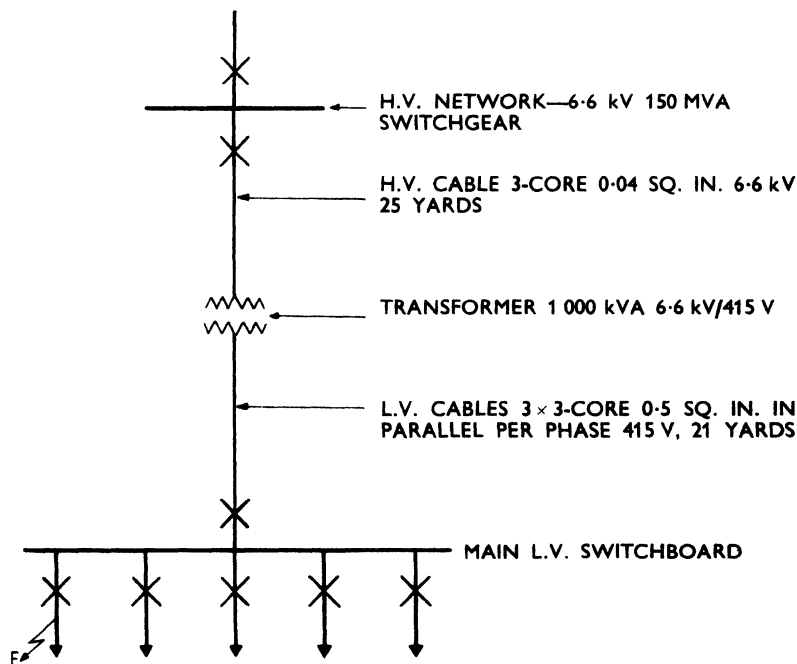 H.V. NETWORK—6·6 kV 150 MVA
SWITCHGEAR
H.V. CABLE 3-CORE 0·04 SQ. IN. 6·6 kV
25 YARDS
TRANSFORMER 1 000 kVA 6·6 kV/415 V
L.V. CABLES 3 × 3-CORE 0·5 SQ. IN. IN
PARALLEL PER PHASE 415 V, 21 YARDS
MAIN L.V. SWITCHBOARD
F